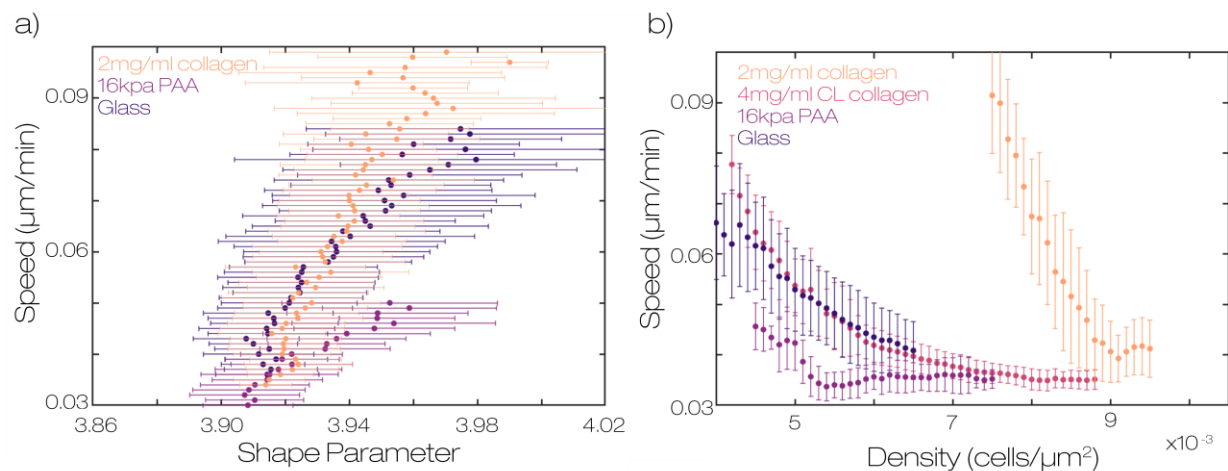 a)
2mg/ml collagen
16kpa PAA
Glass
Speed (µm/min)
0.09
0.06
0.03
3.86
3.90
3.94
3.98
4.02
Shape Parameter
b)
2mg/ml collagen
4mg/ml CL collagen
16kpa PAA
Glass
Speed (µm/min)
0.09
0.06
0.03
5
7
9
×10⁻³
Density (cells/µm²)